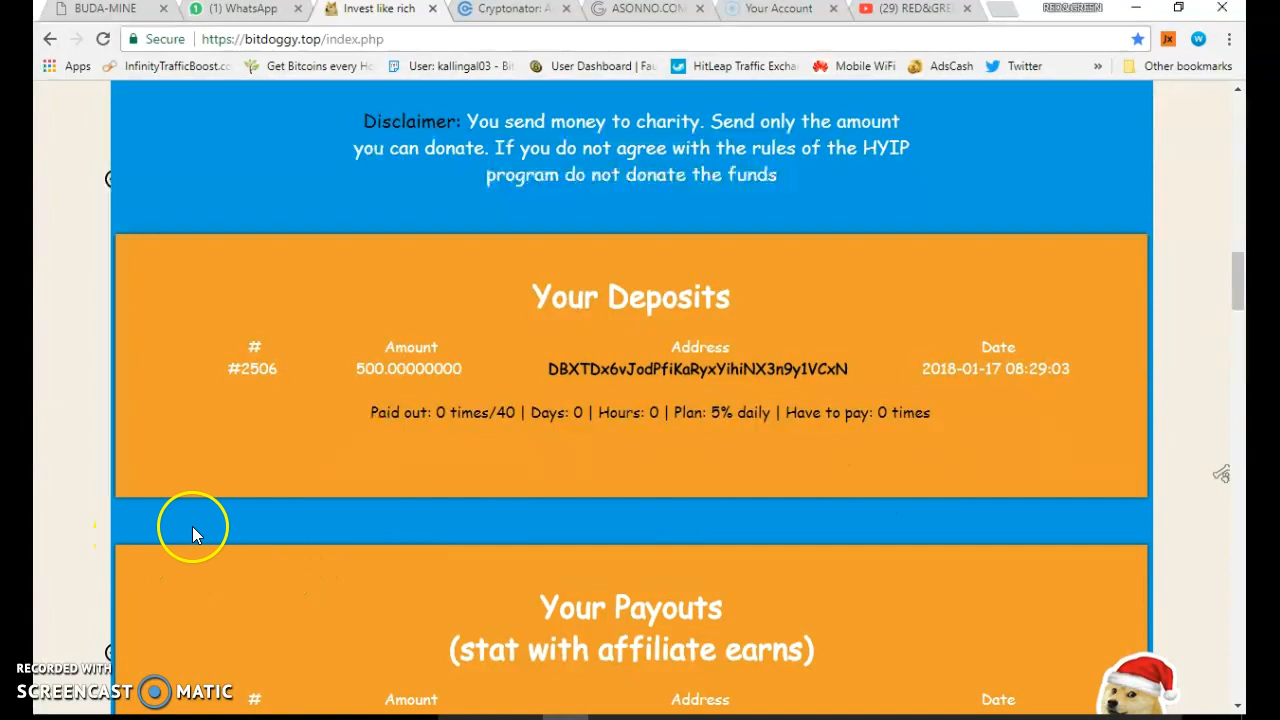 BUDA-MINE
(1) WhatsApp
Invest like rich
Cryptonator: A
ASONNO.COM
Your Account
(29) RED&GRE
RED&GREEN
Secure
https://bitdoggy.top/index.php
Jx
W
Apps
InfinityTrafficBoost.co
Get Bitcoins every Ho
User: kallingal03 - Bit
User Dashboard | Fau
HitLeap Traffic Excha
Mobile WiFi
AdsCash
Twitter
»
Other bookmarks
Disclaimer: You send money to charity. Send only the amount
you can donate. If you do not agree with the rules of the HYIP
program do not donate the funds
Your Deposits
# Amount Address Date
#2506 500.00000000 DBXTDx6vJodPfiKaRyxYihiNX3n9y1VCxN 2018-01-17 08:29:03
Paid out: 0 times/40 | Days: 0 | Hours: 0 | Plan: 5% daily | Have to pay: 0 times
Your Payouts
(stat with affiliate earns)
# Amount Address Date
RECORDED WITH
SCREENCAST MATIC